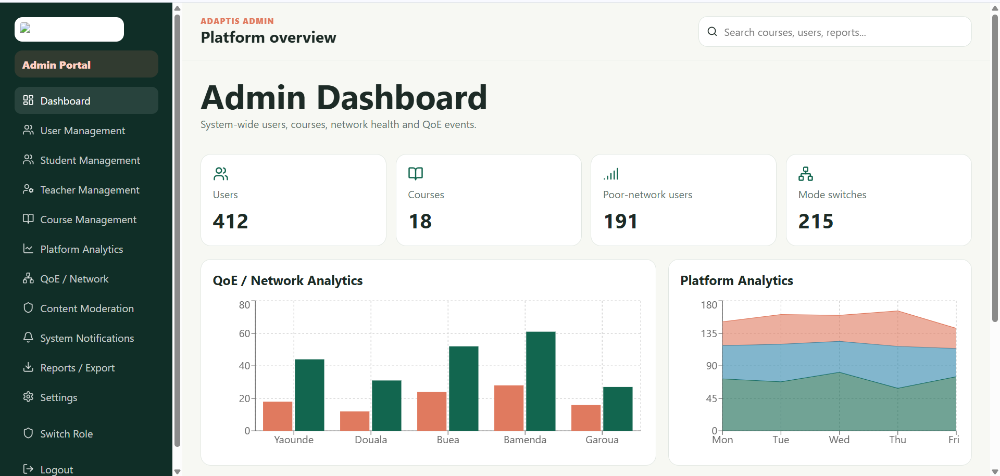 Admin Portal
Dashboard
User Management
Student Management
Teacher Management
Course Management
Platform Analytics
QoE / Network
Content Moderation
System Notifications
Reports / Export
Settings
Switch Role
Logout
ADAPTIS ADMIN
Platform overview
Search courses, users, reports...
Admin Dashboard
System-wide users, courses, network health and QoE events.
Users
412
Courses
18
Poor-network users
191
Mode switches
215
QoE / Network Analytics
80
60
40
20
0
Yaounde Douala Buea Bamenda Garoua
Platform Analytics
180
135
90
45
0
Mon Tue Wed Thu Fri